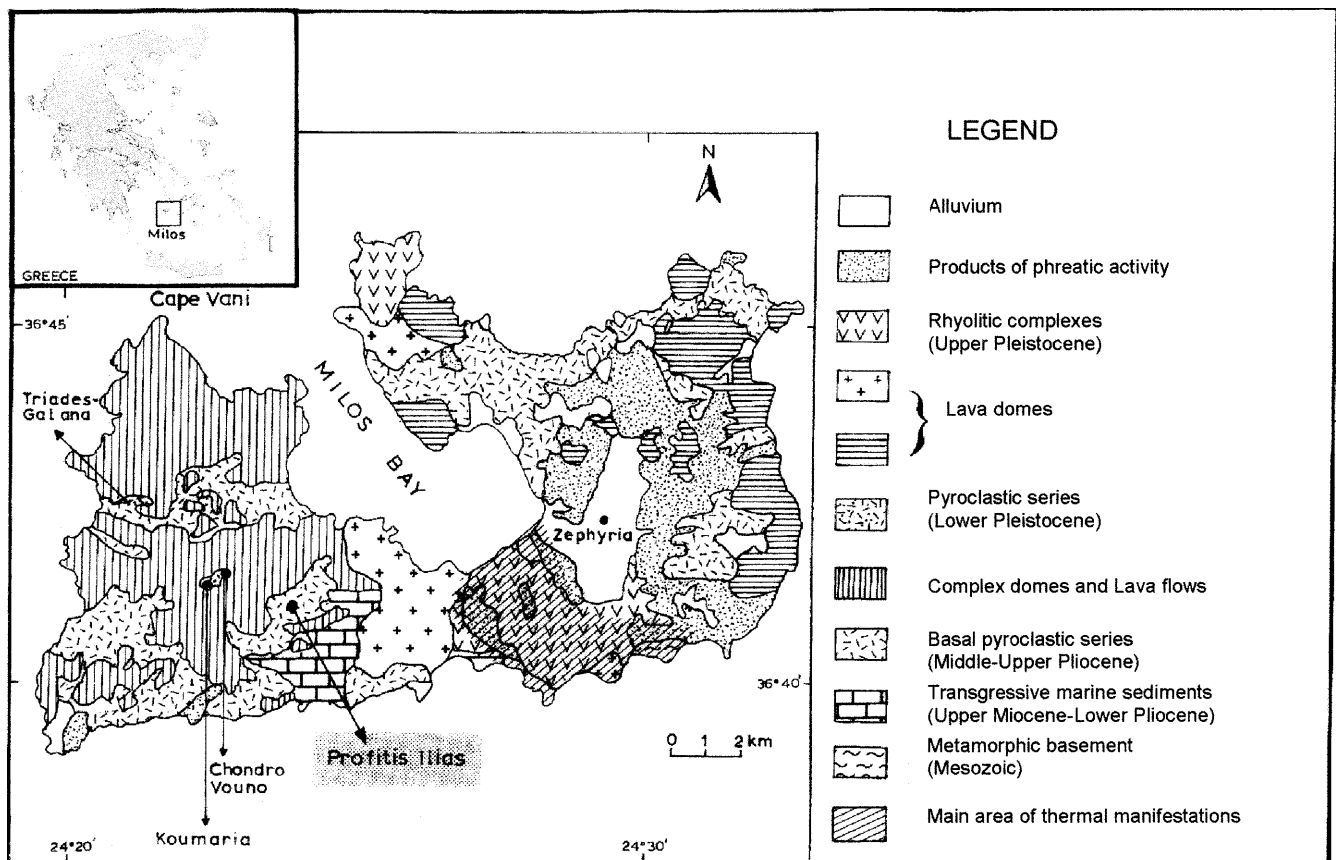 Milos
GREECE
Cape Vani
36°45'
Triades-
Galana
MILOS
BAY
N
Zephyria
36°40'
0 1 2 km
Profitis Ilias
Chondro
Vouno
Koumaria
24°20'
24°30'
LEGEND
Alluvium
Products of phreatic activity
Rhyolitic complexes
(Upper Pleistocene)
Lava domes
Pyroclastic series
(Lower Pleistocene)
Complex domes and Lava flows
Basal pyroclastic series
(Middle-Upper Pliocene)
Transgressive marine sediments
(Upper Miocene-Lower Pliocene)
Metamorphic basement
(Mesozoic)
Main area of thermal manifestations